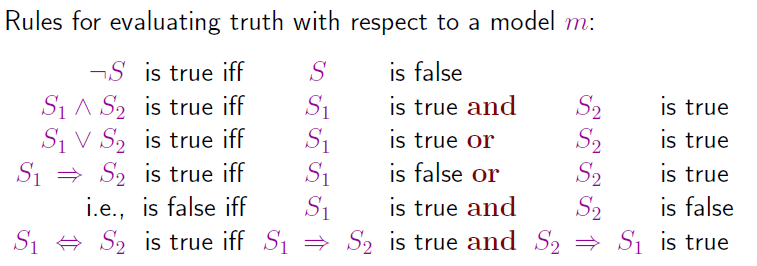 Rules for evaluating truth with respect to a model m:
¬S is true iff S is false
S₁ ∧ S₂ is true iff S₁ is true and S₂ is true
S₁ ∨ S₂ is true iff S₁ is true or S₂ is true
S₁ ⇒ S₂ is true iff S₁ is false or S₂ is true
i.e., is false iff S₁ is true and S₂ is false
S₁ ⇔ S₂ is true iff S₁ ⇒ S₂ is true and S₂ ⇒ S₁ is true